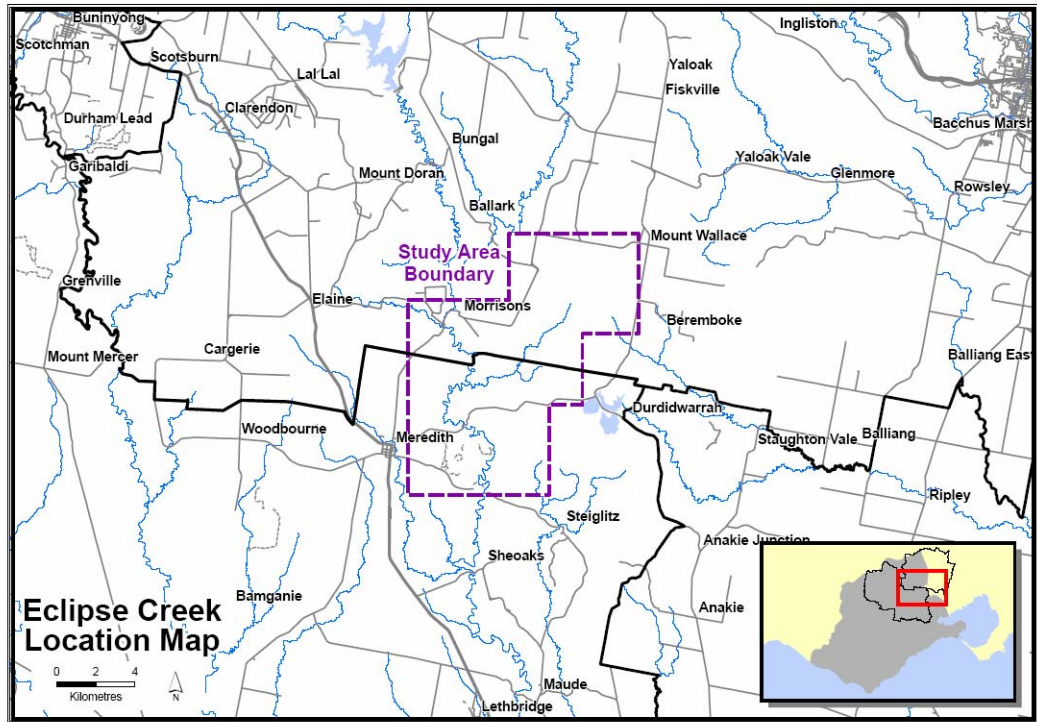 Buninyong
Ingliston
Scotchman
Scotsburn
Yaloak
Lal Lal
Fiskville
Clarendon
Durham Lead
Bacchus Marsh
Bungal
Garibaldi
Yaloak Vale
Mount Doran
Glenmore
Rowsley
Ballark
Mount Wallace
Study Area
Boundary
Grenville
Elaine
Morrisons
Beremboke
Cargerie
Mount Mercer
Balliang East
Durdidwarrah
Woodbourne
Meredith
Staughton Vale
Balliang
Ripley
Steiglitz
Anakie Junction
Sheoaks
Bamganie
Anakie
Eclipse Creek
Location Map
0 2 4
Kilometres
N
Maude
Lethbridge